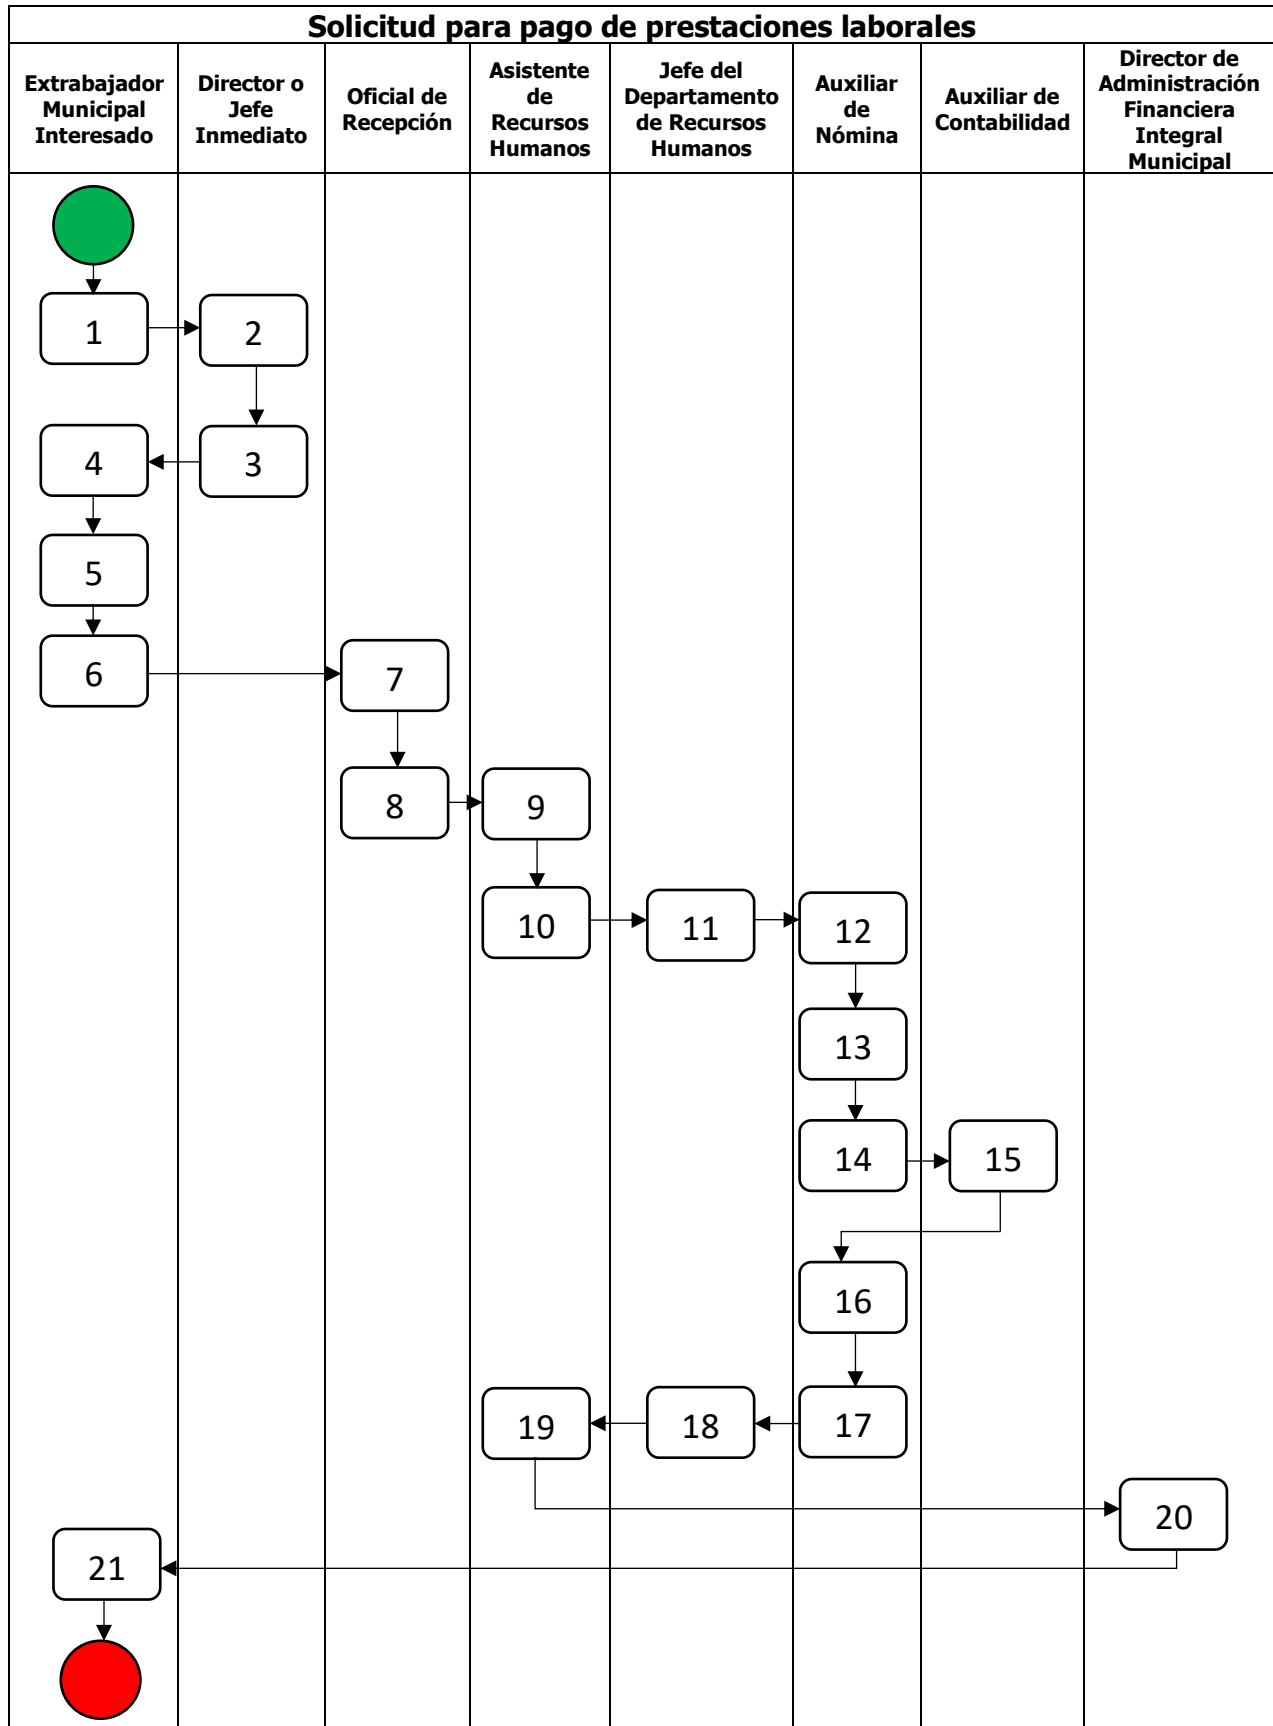 Solicitud para pago de prestaciones laborales
Extrabajador
Municipal
Interesado
Director o
Jefe
Inmediato
Oficial de
Recepción
Asistente
de
Recursos
Humanos
Jefe del
Departamento
de Recursos
Humanos
Auxiliar
de
Nómina
Auxiliar de
Contabilidad
Director de
Administración
Financiera
Integral
Municipal
1
2
3
4
5
6
7
8
9
10
11
12
13
14
15
16
17
18
19
20
21